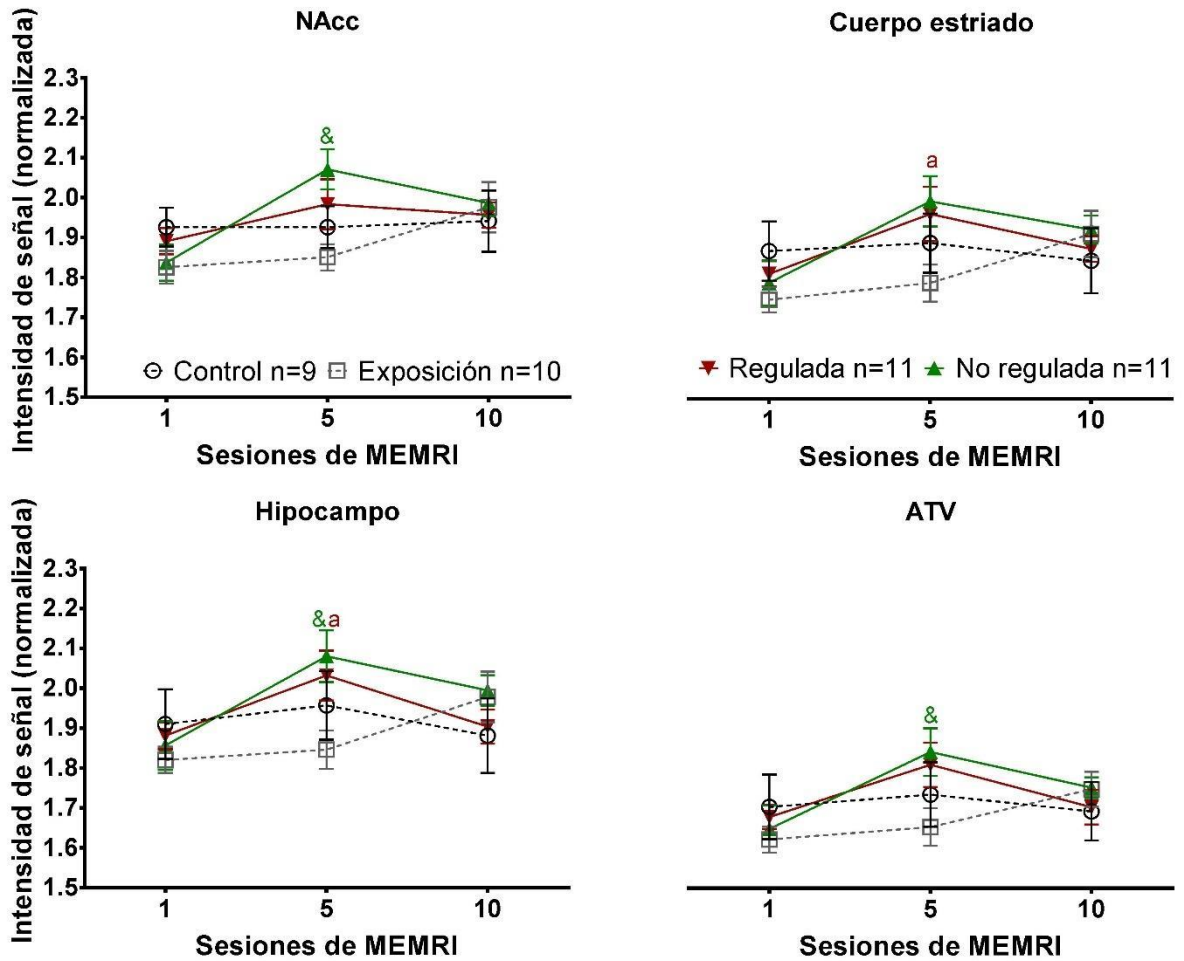 NAcc
Cuerpo estriado
Intensidad de señal (normalizada)
2.3
2.2
2.1
2.0
1.9
1.8
1.7
1.6
1.5
&
a
Control n=9 Exposición n=10
Regulada n=11 No regulada n=11
1 5 10
1 5 10
Sesiones de MEMRI
Sesiones de MEMRI
Hipocampo
ATV
Intensidad de señal (normalizada)
2.3
2.2
2.1
2.0
1.9
1.8
1.7
1.6
1.5
&a
&
1 5 10
1 5 10
Sesiones de MEMRI
Sesiones de MEMRI